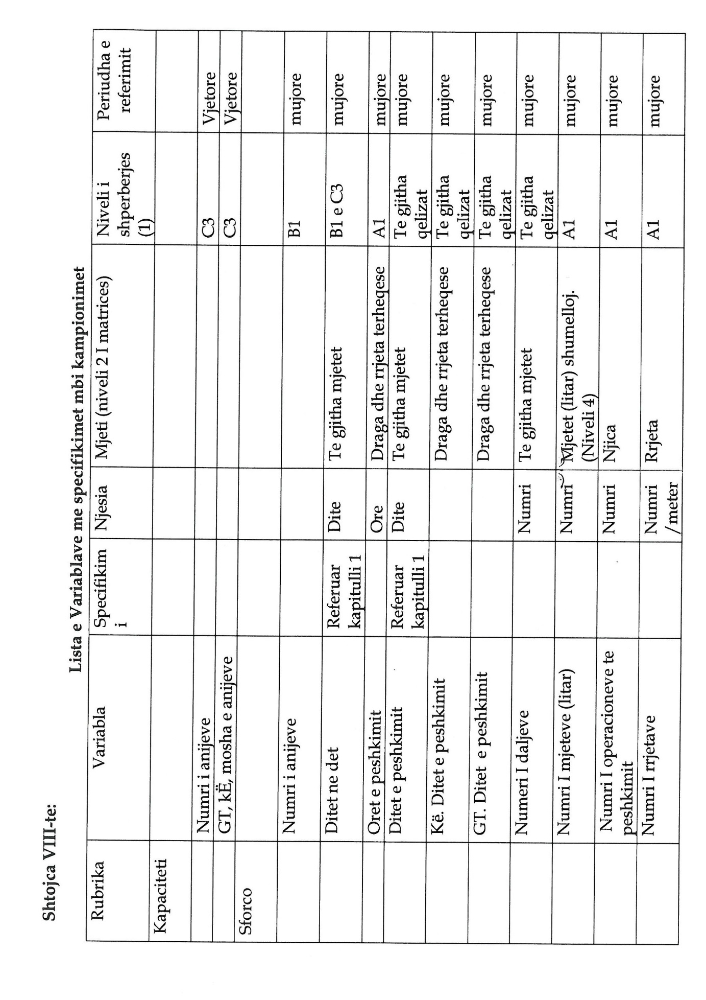 Shtojca VIII-te:
Lista e Variablave me specifikimet mbi kampionimet
Rubrika Variabla Specifikim Njesia Mjeti (niveli 2 I matrices) Niveli i Periudha e
i shperberjes referimit
(1)
Kapaciteti
Numri i anijeve C3 Vjetore
GT, kË, mosha e anijeve C3 Vjetore
Sforco
Numri i anijeve B1 mujore
Ditet ne det Referuar Dite Te gjitha mjetet B1 e C3 mujore
kapitulli 1
Oret e peshkimit Ore Draga dhe rrjeta terheqese A1 mujore
Ditet e peshkimit Referuar Dite Te gjitha mjetet Te gjitha mujore
kapitulli 1 qelizat
Kë. Ditet e peshkimit Draga dhe rrjeta terheqese Te gjitha mujore
qelizat
GT. Ditet e peshkimit Draga dhe rrjeta terheqese Te gjitha mujore
qelizat
Numeri I daljeve Numri Te gjitha mjetet Te gjitha mujore
qelizat
Numri I mjeteve (litar) Numri Mjetet (litar) shumelloj. A1 mujore
(Niveli 4)
Numri I operacioneve te Numri Njica A1 mujore
peshkimit
Numri I rrjetave Numri Rrjeta A1 mujore
/meter